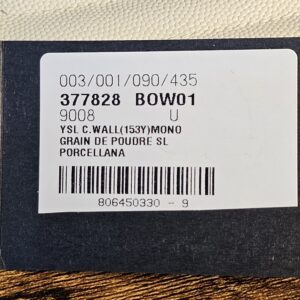 003/001/090/435
377828 BOW01
9008 U
YSL C.WALL(153Y)MONO
GRAIN DE POUDRE SL
PORCELLANA
806450330 - 9